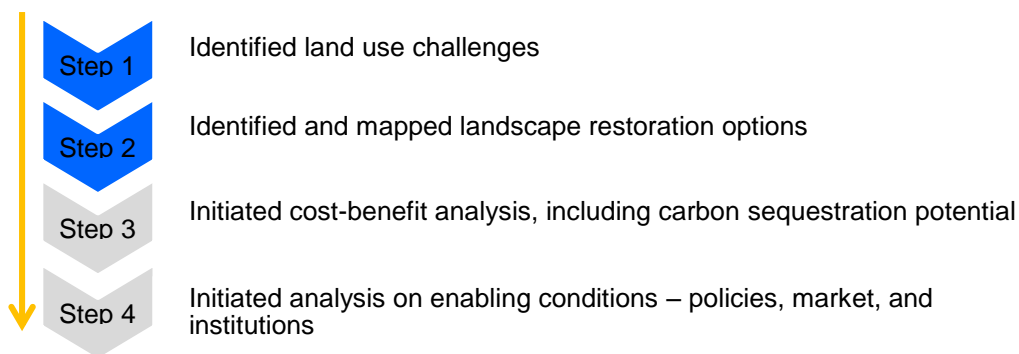 Step 1
Identified land use challenges
Step 2
Identified and mapped landscape restoration options
Step 3
Initiated cost-benefit analysis, including carbon sequestration potential
Step 4
Initiated analysis on enabling conditions – policies, market, and
institutions